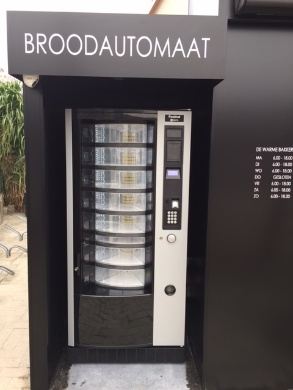 BROODAUTOMAAT
DE WARME BAKKER
MA 6.00 - 18.00
DI 6.00 - 18.00
WO 6.00 - 18.00
DO GESLOTEN
VR 6.00 - 18.00
ZA 6.00 - 18.00
ZO 6.00 - 18.00